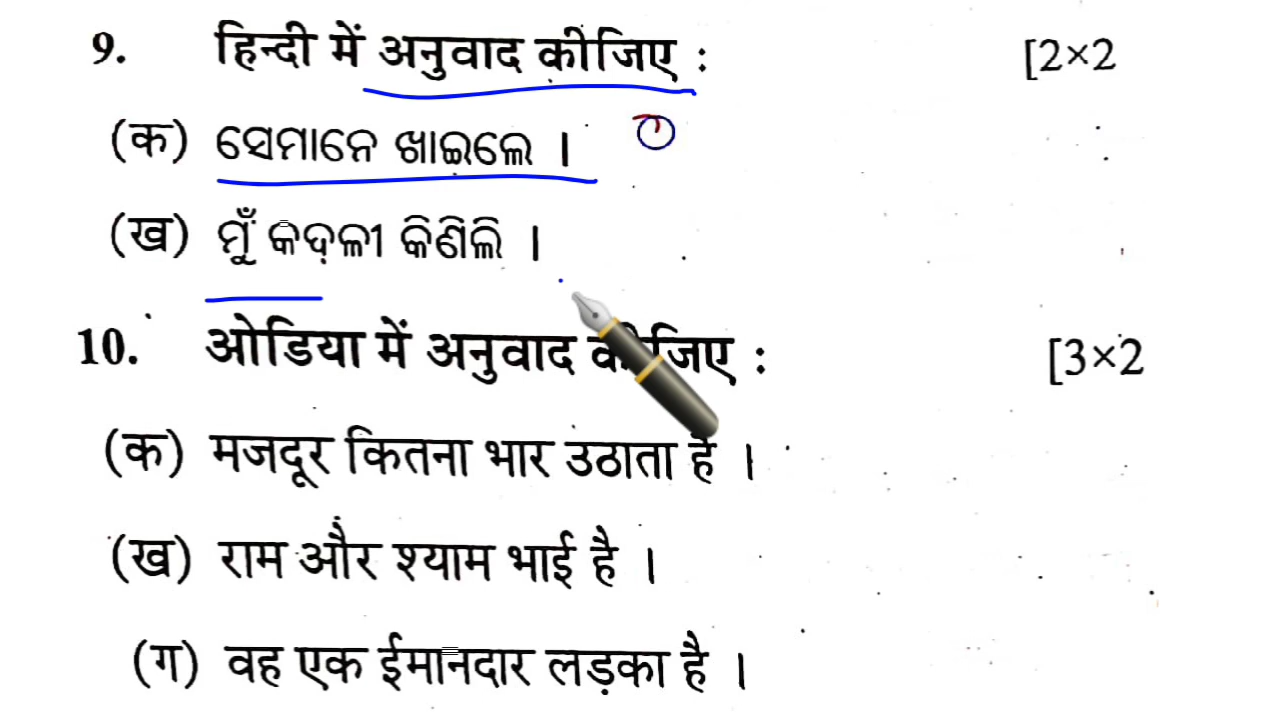 9. हिन्दी में अनुवाद कीजिए : [2×2
(क) ସେମାନେ ଖାଇଲେ ।
(ख) ମୁଁ କଦଳୀ କିଣିଲି ।
10. ओडिया में अनुवाद कीजिए : [3×2
(क) मजदूर कितना भार उठाता है ।
(ख) राम और श्याम भाई है ।
(ग) वह एक ईमानदार लड़का है ।